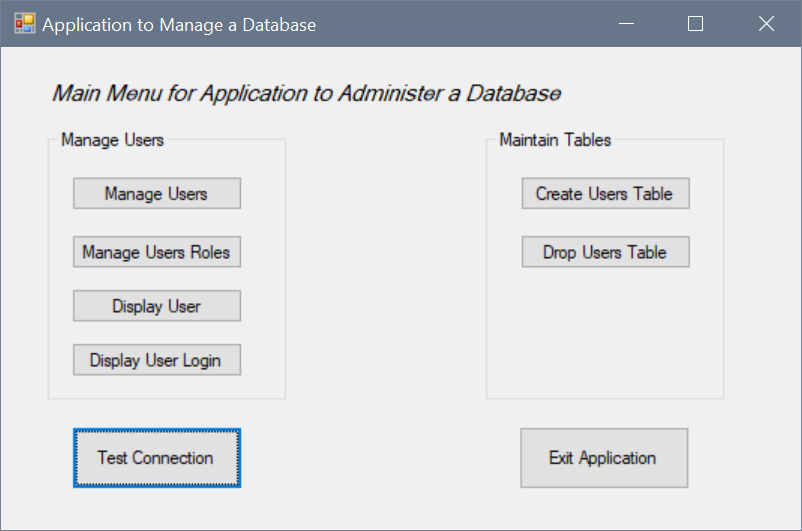 Application to Manage a Database
Main Menu for Application to Administer a Database
Manage Users
Manage Users
Manage Users Roles
Display User
Display User Login
Maintain Tables
Create Users Table
Drop Users Table
Test Connection
Exit Application